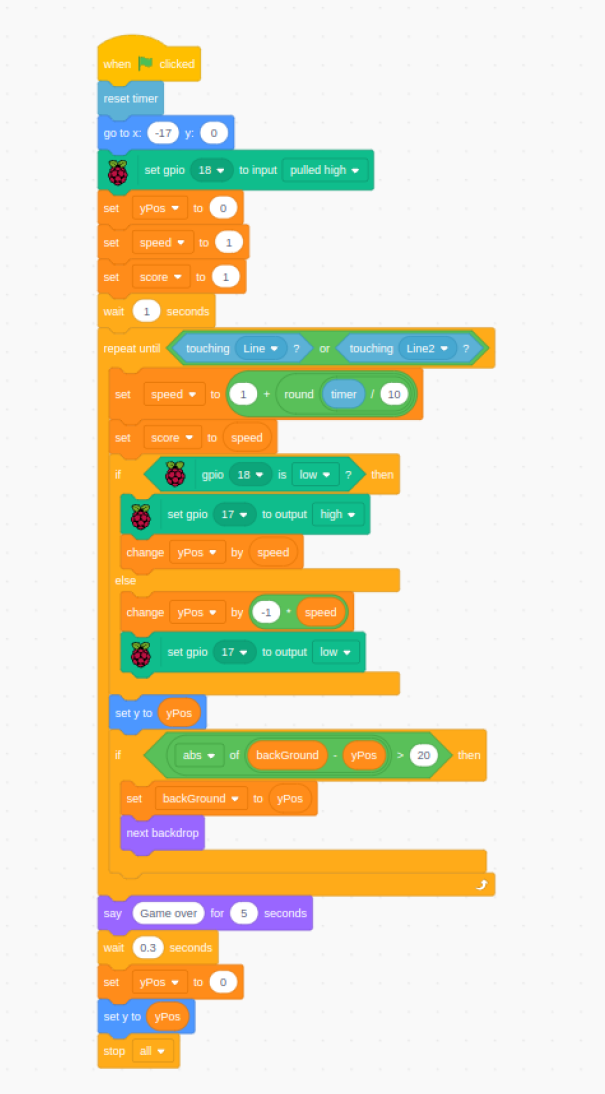 when clicked
reset timer
go to x: -17 y: 0
set gpio 18 to input pulled high
set yPos to 0
set speed to 1
set score to 1
wait 1 seconds
repeat until touching Line ? or touching Line2 ?
set speed to 1 + round timer / 10
set score to speed
if gpio 18 is low ? then
set gpio 17 to output high
change yPos by speed
else
change yPos by -1 * speed
set gpio 17 to output low
set y to yPos
if abs of backGround - yPos > 20 then
set backGround to yPos
next backdrop
say Game over for 5 seconds
wait 0.3 seconds
set yPos to 0
set y to yPos
stop all